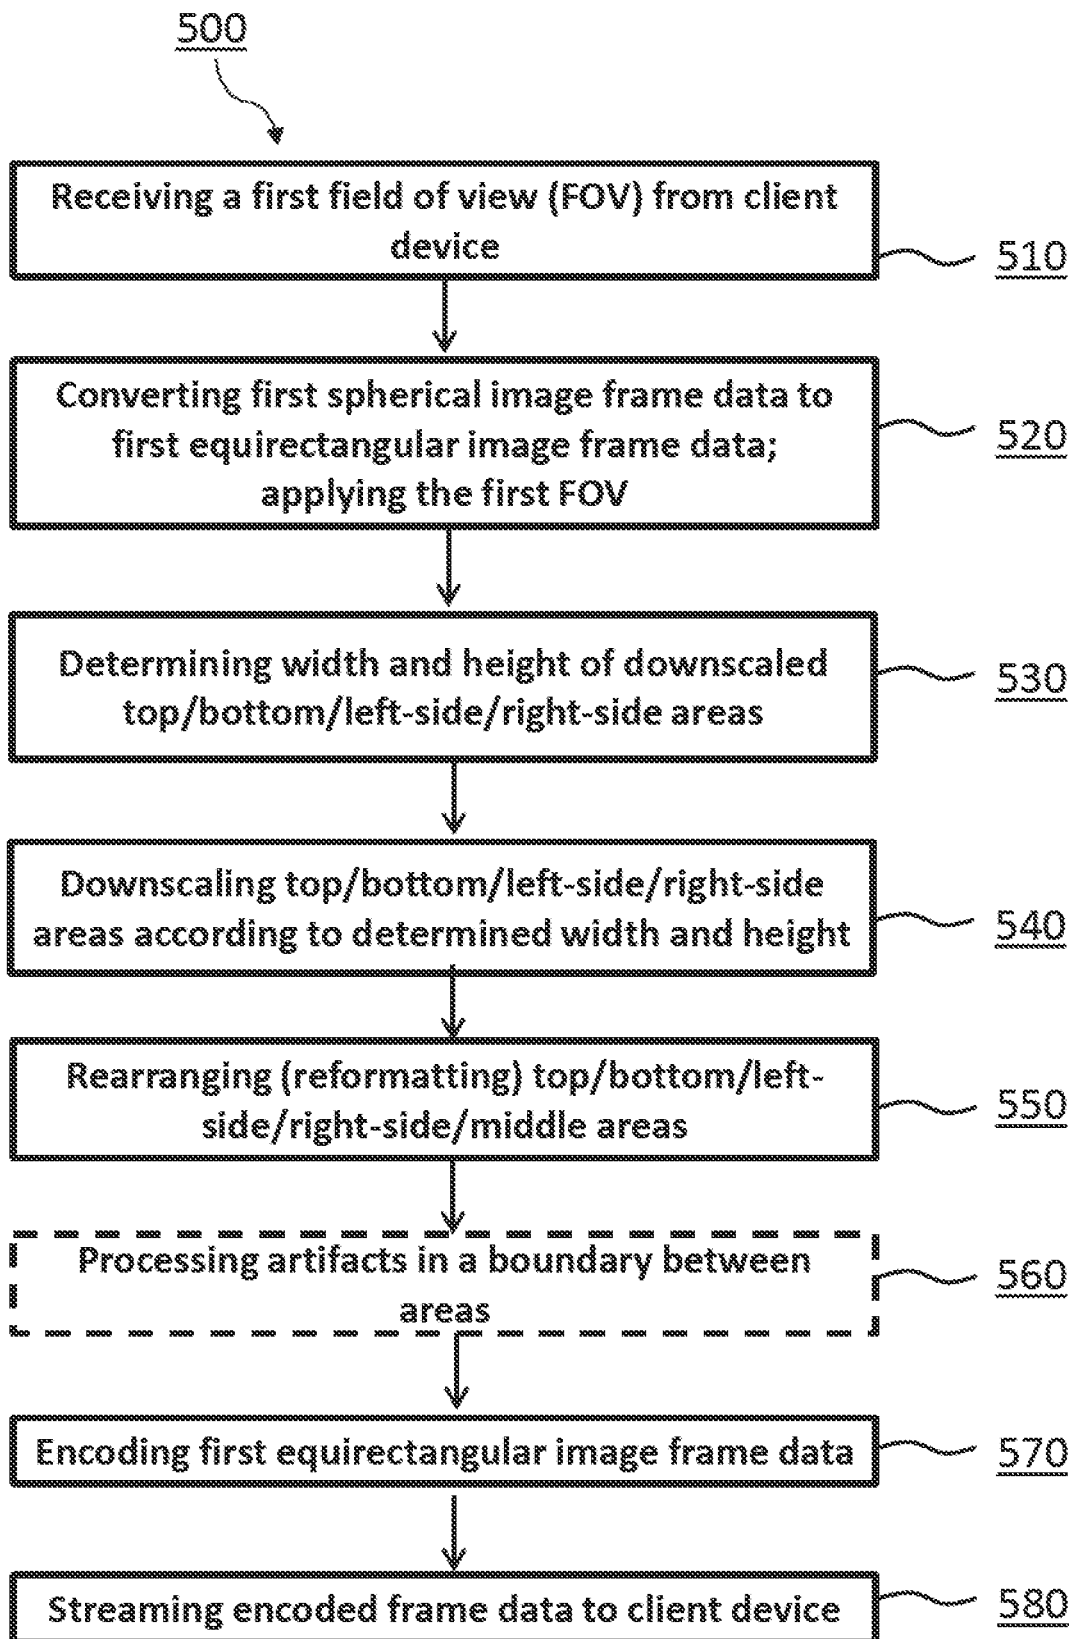 500
Receiving a first field of view (FOV) from client
device
510
Converting first spherical image frame data to
first equirectangular image frame data;
applying the first FOV
520
Determining width and height of downscaled
top/bottom/left-side/right-side areas
530
Downscaling top/bottom/left-side/right-side
areas according to determined width and height
540
Rearranging (reformatting) top/bottom/left-
side/right-side/middle areas
550
Processing artifacts in a boundary between
areas
560
Encoding first equirectangular image frame data
570
Streaming encoded frame data to client device
580